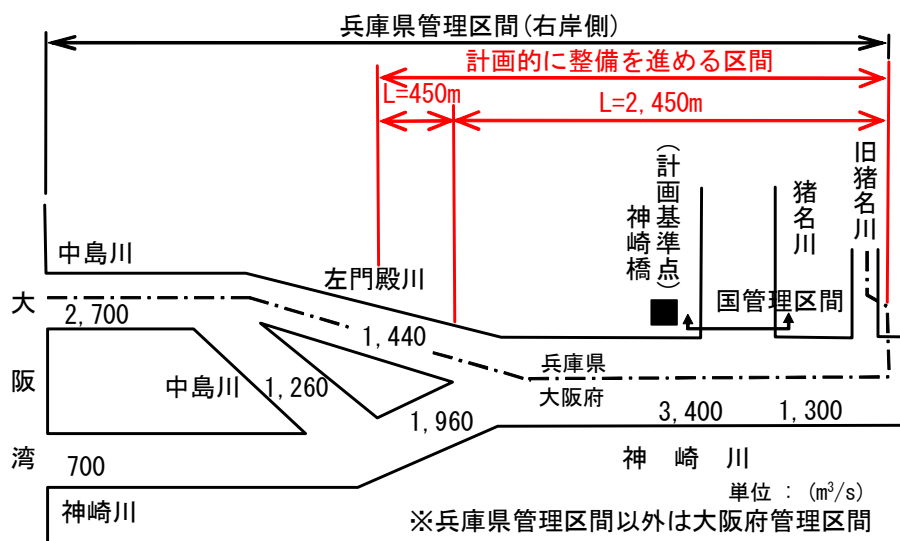 兵庫県管理区間(右岸側)
計画的に整備を進める区間
L=450m
L=2,450m
神崎橋
(計画基準点)
猪名川
旧猪名川
中島川
左門殿川
国管理区間
大阪湾
2,700
1,440
兵庫県
大阪府
中島川
1,260
1,960
3,400
1,300
700
神崎川
神崎川
単位 : (m³/s)
※兵庫県管理区間以外は大阪府管理区間